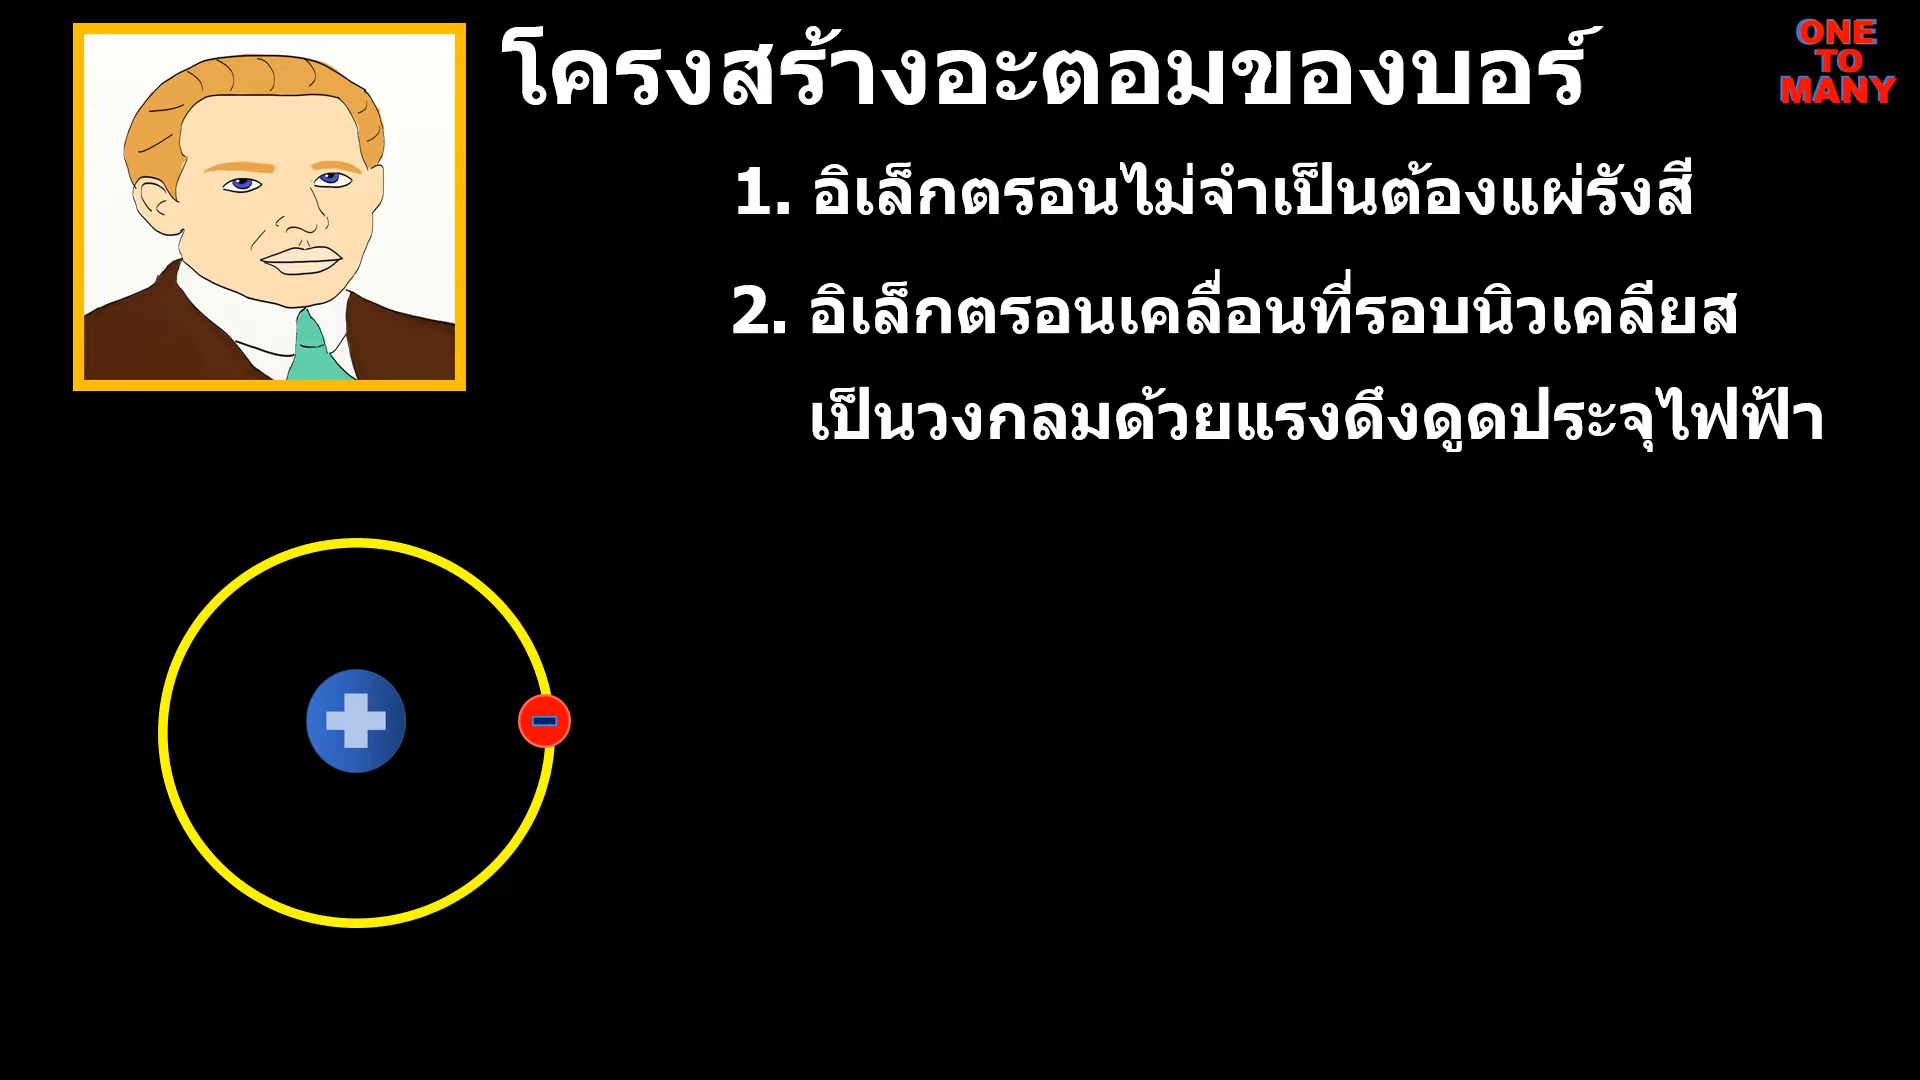 โครงสร้างอะตอมของบอร์
ONE
TO
MANY
1. อิเล็กตรอนไม่จำเป็นต้องแผ่รังสี
2. อิเล็กตรอนเคลื่อนที่รอบนิวเคลียส
เป็นวงกลมด้วยแรงดึงดูดประจุไฟฟ้า